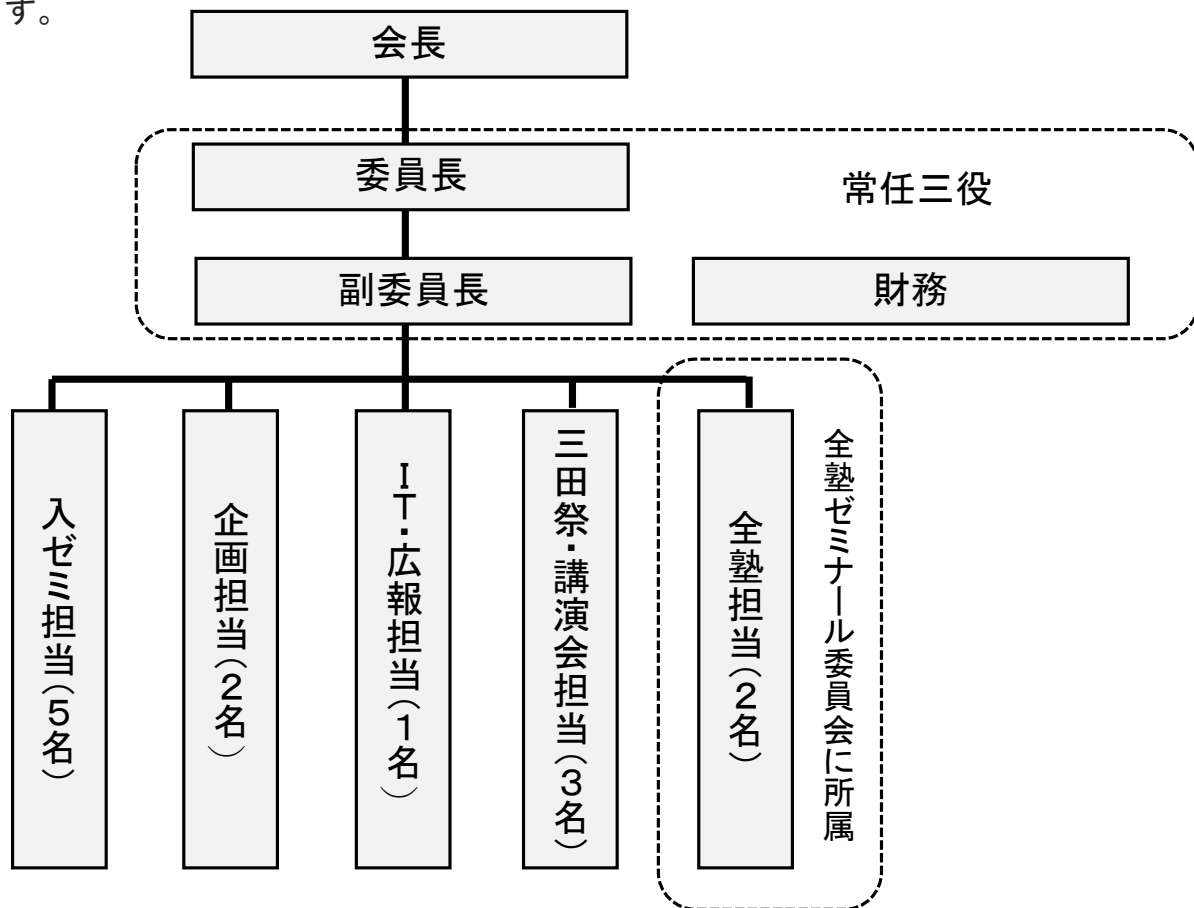 す。
会長
委員長
常任三役
副委員長
財務
入ゼミ担当(5名)
企画担当(2名)
IT・広報担当(1名)
三田祭・講演会担当(3名)
全塾担当(2名)
全塾ゼミナール委員会に所属